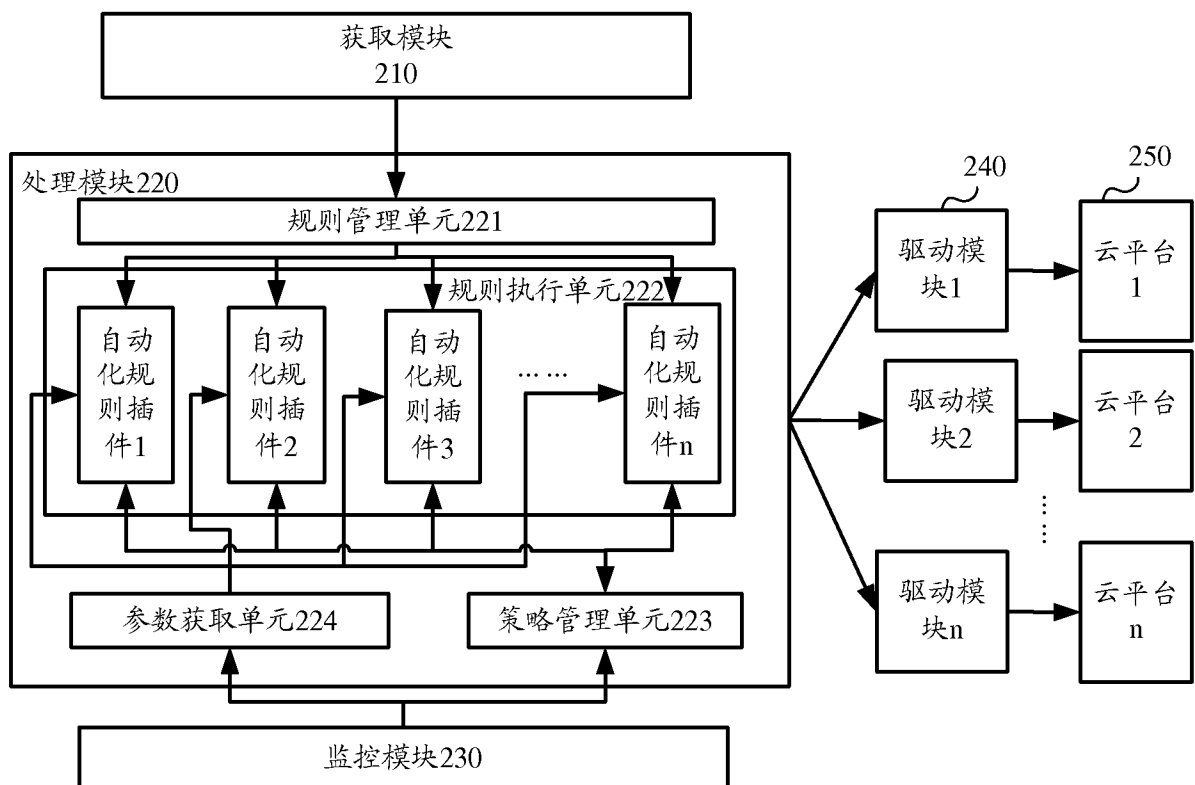 获取模块
210
处理模块220
规则管理单元221
规则执行单元222
自动
化规
则插
件1
自动
化规
则插
件2
自动
化规
则插
件3
……
自动
化规
则插
件n
参数获取单元224
策略管理单元223
监控模块230
240
250
驱动模
块1
云平台
1
驱动模
块2
云平台
2
……
驱动模
块n
云平台
n